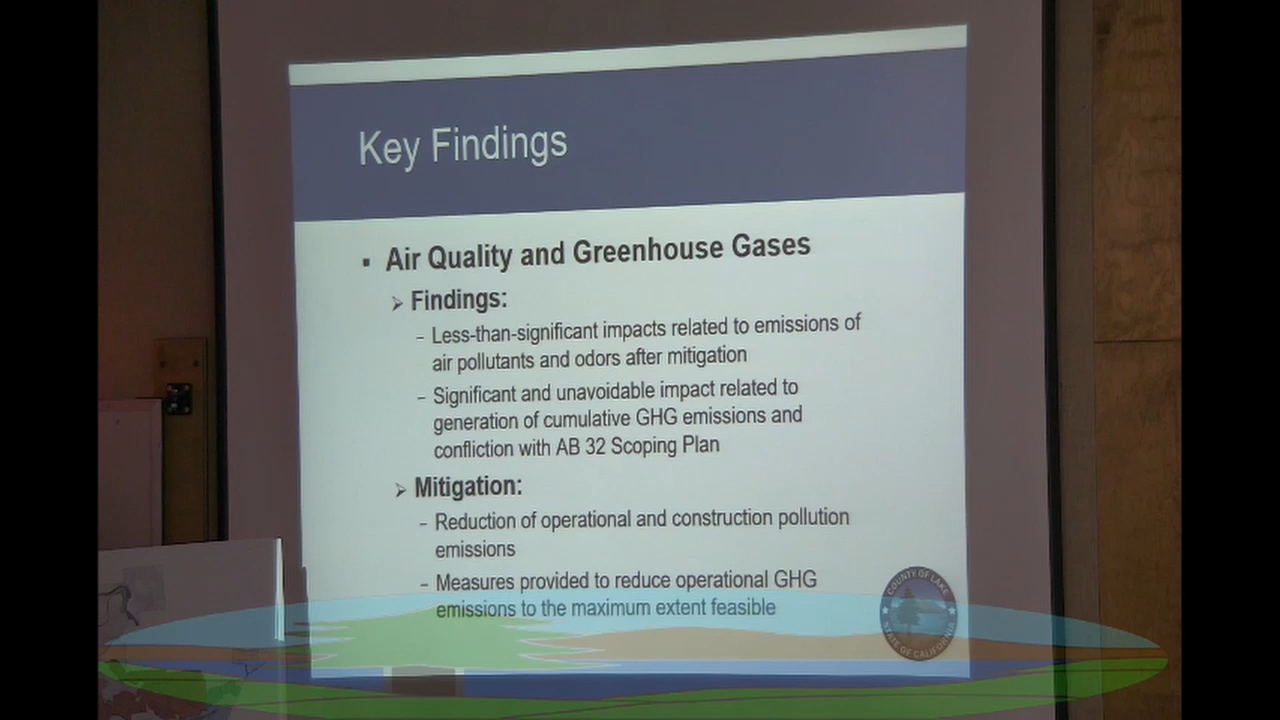 Key Findings
▪ Air Quality and Greenhouse Gases
➢ Findings:
– Less-than-significant impacts related to emissions of
air pollutants and odors after mitigation
– Significant and unavoidable impact related to
generation of cumulative GHG emissions and
confliction with AB 32 Scoping Plan
➢ Mitigation:
– Reduction of operational and construction pollution
emissions
– Measures provided to reduce operational GHG
emissions to the maximum extent feasible
COUNTY OF LAKE
STATE OF CALIFORNIA